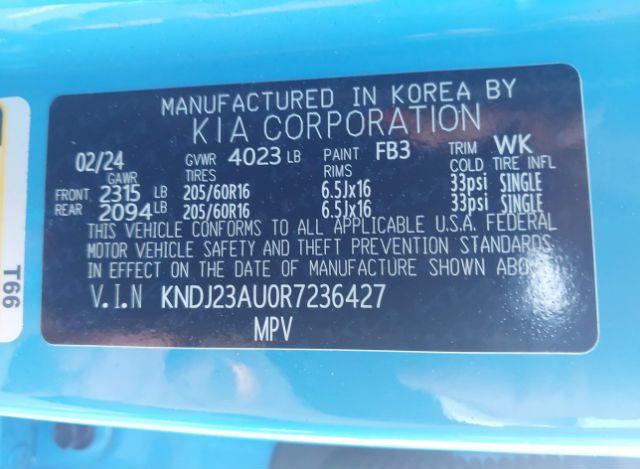 MANUFACTURED IN KOREA BY
KIA CORPORATION
02/24 GVWR 4023 LB PAINT FB3 TRIM WK
GAWR TIRES RIMS COLD TIRE INFL
FRONT 2315 LB 205/60R16 6.5Jx16 33psi SINGLE
REAR 2094 LB 205/60R16 6.5Jx16 33psi SINGLE
THIS VEHICLE CONFORMS TO ALL APPLICABLE U.S.A. FEDERAL
MOTOR VEHICLE SAFETY AND THEFT PREVENTION STANDARDS
IN EFFECT ON THE DATE OF MANUFACTURE SHOWN ABOVE
V.I.N KNDJ23AU0R7236427
MPV
T66